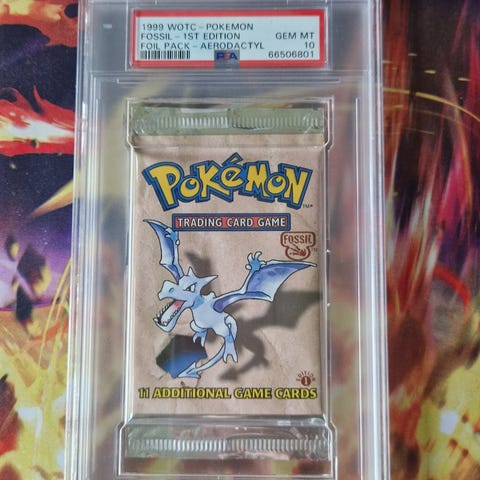 1999 WOTC - POKEMON
FOSSIL - 1ST EDITION GEM MT
FOIL PACK - AERODACTYL 10
PSA 66506801
POKéMON
TM
TRADING CARD GAME
FOSSIL
EDITION
1
11 ADDITIONAL GAME CARDS